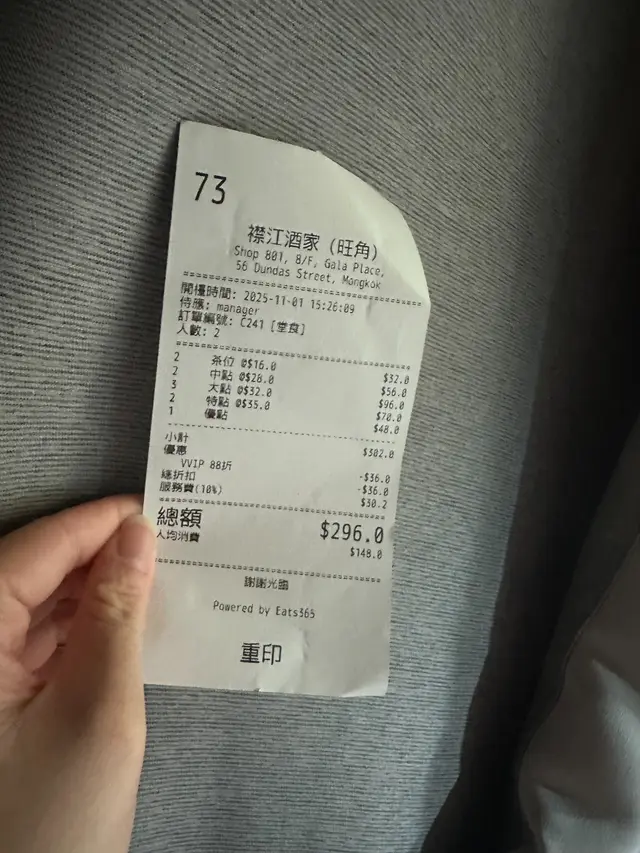 73
襟江酒家 (旺角)
Shop 801, 8/F, Gala Place,
56 Dundas Street, Mongkok
開檯時間: 2025-11-01 15:26:09
侍應: manager
訂單編號: C241 [堂食]
人數: 2
2 茶位 @$16.0 $32.0
2 中點 @$28.0 $56.0
3 大點 @$32.0 $96.0
2 特點 @$35.0 $70.0
1 優點 $48.0
小計 $302.0
優惠
VVIP 88折 -$36.0
總折扣 -$36.0
服務費(10%) $30.2
總額 $296.0
人均消費 $148.0
謝謝光臨
Powered by Eats365
重印